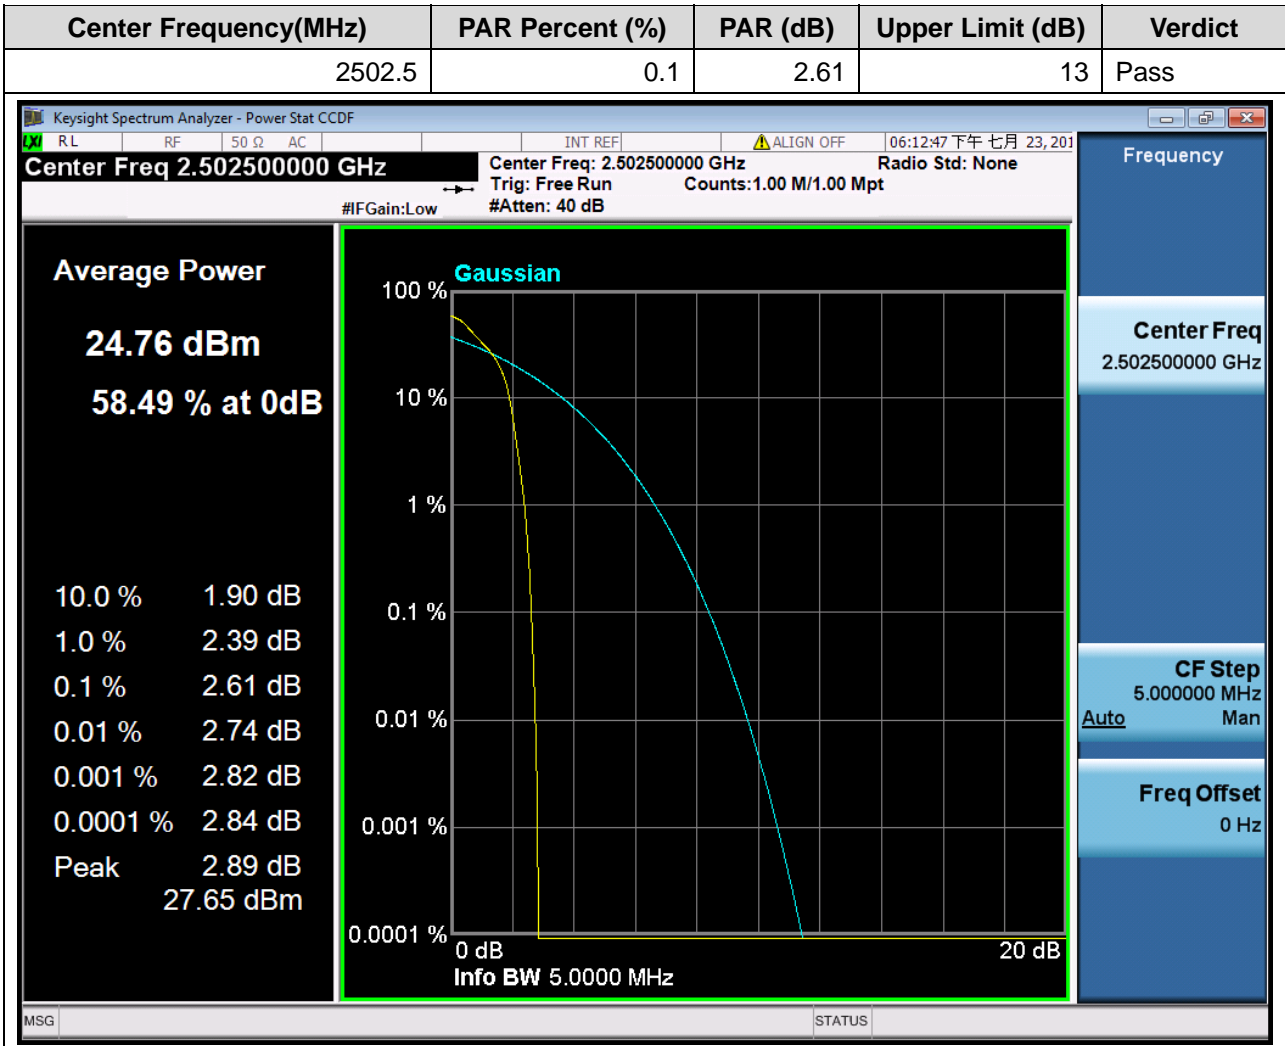 Center Frequency(MHz) PAR Percent (%) PAR (dB) Upper Limit (dB) Verdict
2502.5 0.1 2.61 13 Pass
Keysight Spectrum Analyzer - Power Stat CCDF
LXI RL RF 50 Ω AC INT REF ALIGN OFF 06:12:47 下午 七月 23, 201
Center Freq 2.502500000 GHz
Center Freq: 2.502500000 GHz Radio Std: None
Trig: Free Run Counts:1.00 M/1.00 Mpt
#IFGain:Low #Atten: 40 dB
Frequency
Average Power
24.76 dBm
58.49 % at 0dB
10.0 % 1.90 dB
1.0 % 2.39 dB
0.1 % 2.61 dB
0.01 % 2.74 dB
0.001 % 2.82 dB
0.0001 % 2.84 dB
Peak 2.89 dB
27.65 dBm
Gaussian
100 %
10 %
1 %
0.1 %
0.01 %
0.001 %
0.0001 %
0 dB 20 dB
Info BW 5.0000 MHz
Center Freq
2.502500000 GHz
CF Step
5.000000 MHz
Auto Man
Freq Offset
0 Hz
MSG STATUS